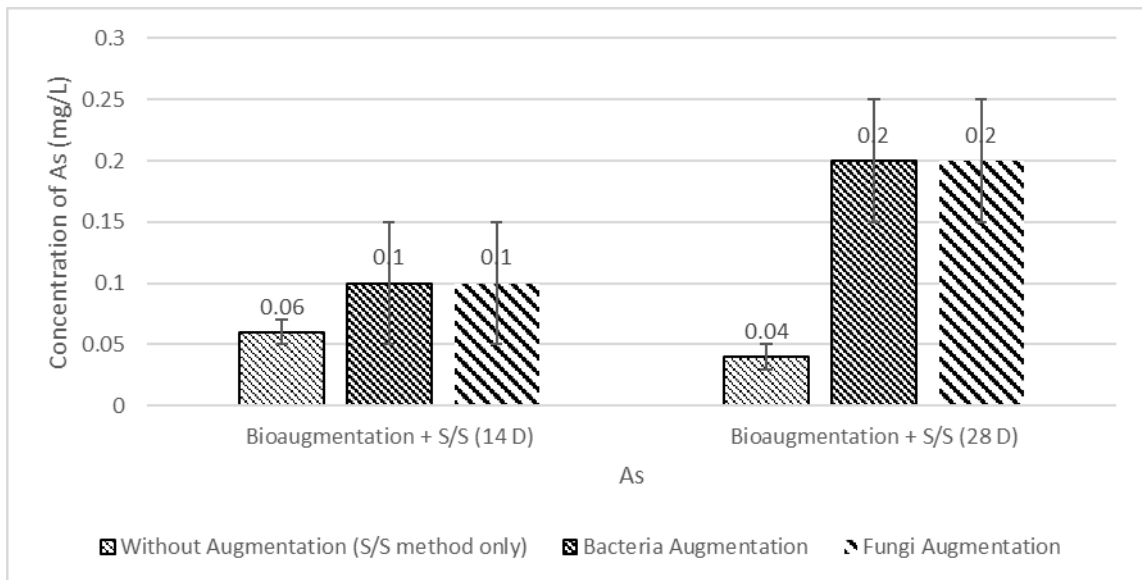 Concentration of As (mg/L)
0.3
0.25
0.2
0.15
0.1
0.05
0
0.06
0.1
0.1
0.04
0.2
0.2
Bioaugmentation + S/S (14 D)
Bioaugmentation + S/S (28 D)
As
Without Augmentation (S/S method only)
Bacteria Augmentation
Fungi Augmentation